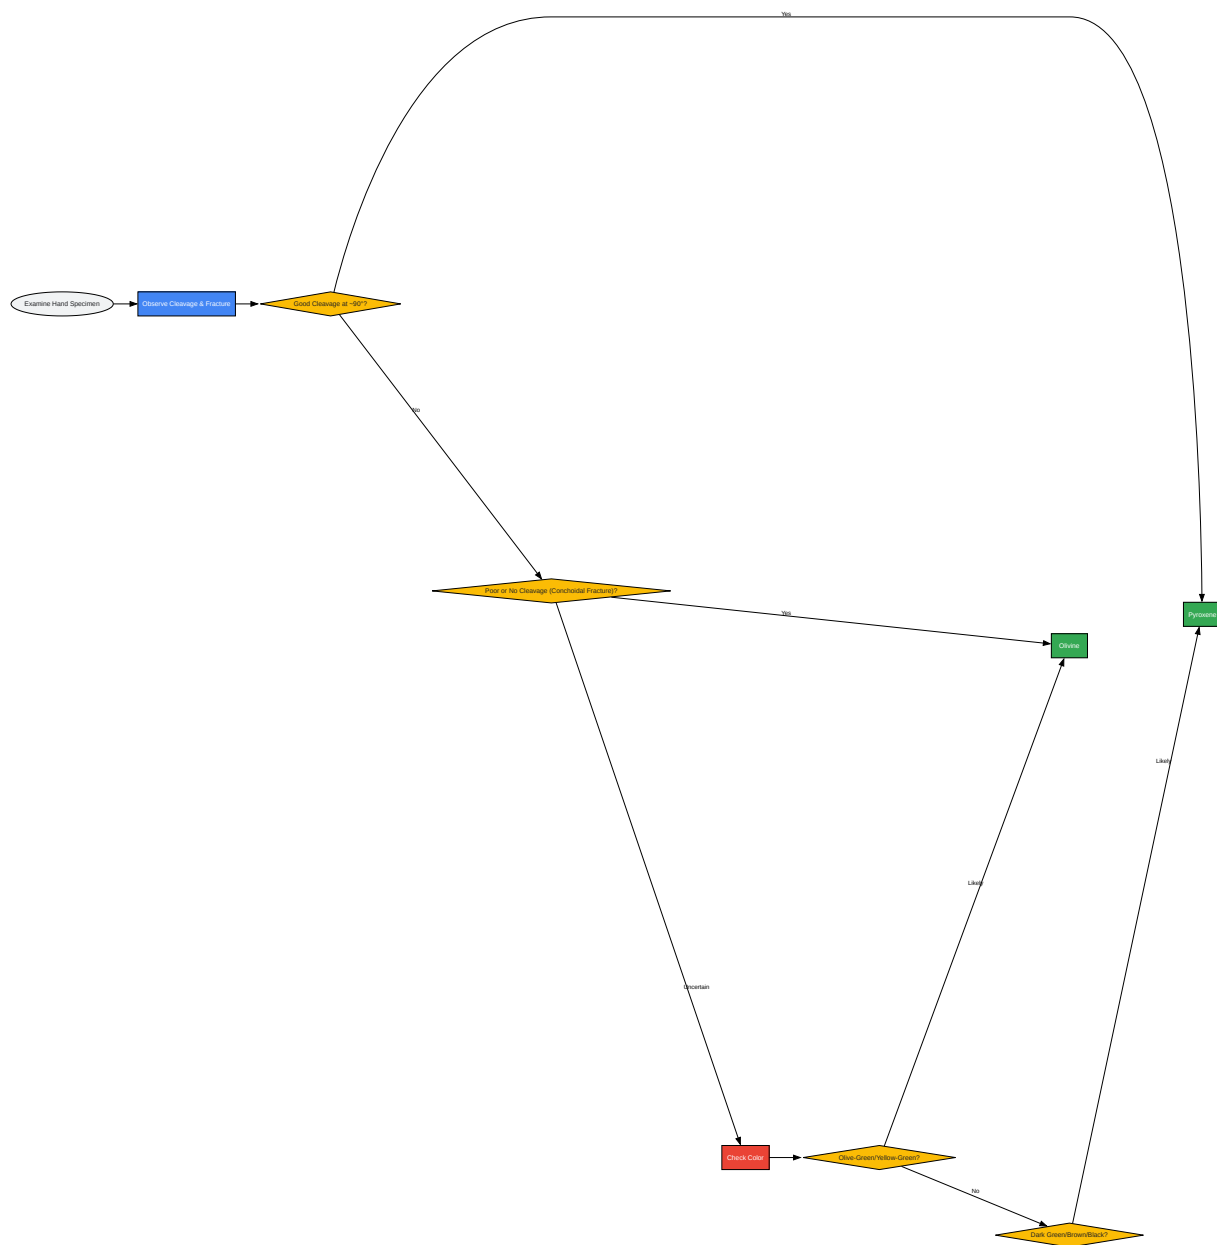 Yes
Examine Hand Specimen
Observe Cleavage & Fracture
Good Cleavage at ~90°?
No
Poor or No Cleavage (Conchoidal Fracture)?
Yes
Pyroxene
Olivine
Likely
Likely
Uncertain
Check Color
Olive-Green/Yellow-Green?
No
Dark Green/Brown/Black?